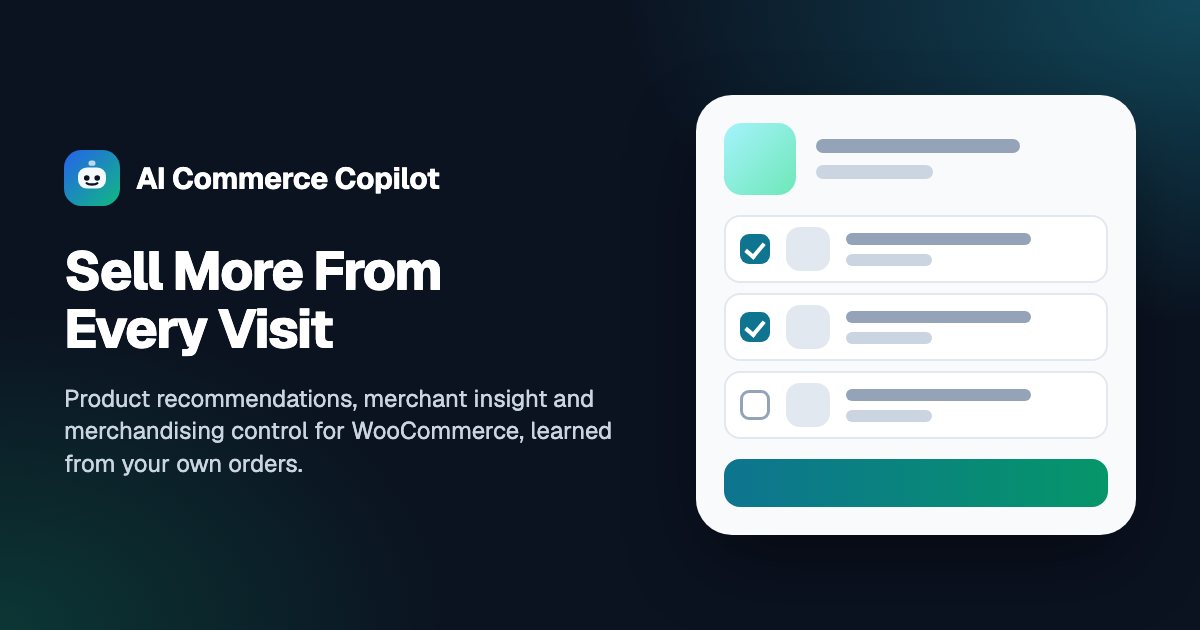 AI Commerce Copilot
Sell More From
Every Visit
Product recommendations, merchant insight and
merchandising control for WooCommerce, learned
from your own orders.